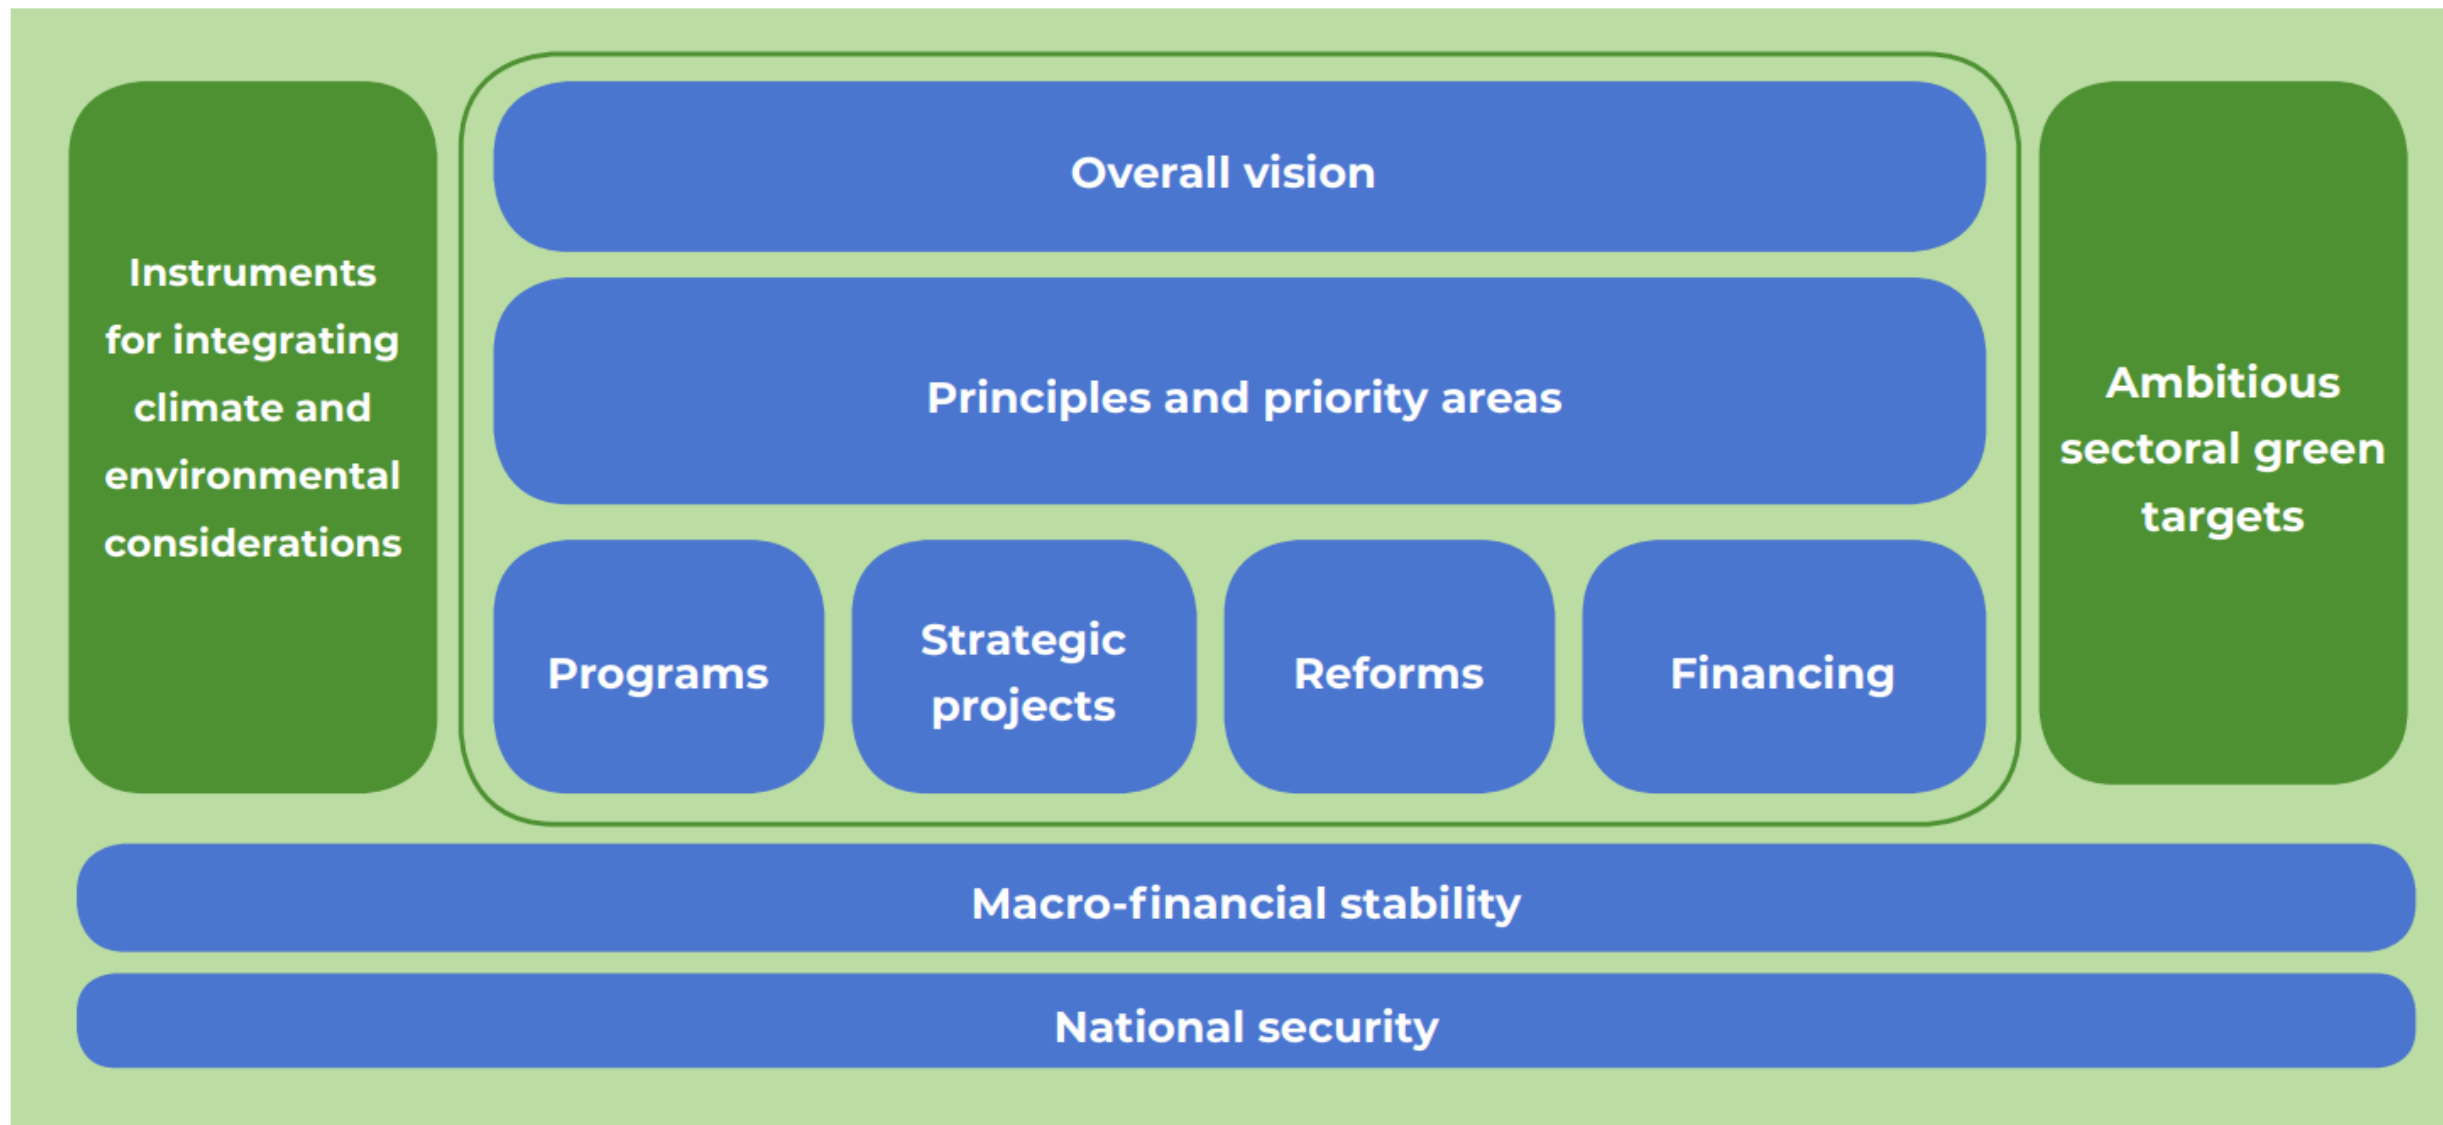 Instruments
for integrating
climate and
environmental
considerations
Overall vision
Principles and priority areas
Programs
Strategic
projects
Reforms
Financing
Ambitious
sectoral green
targets
Macro-financial stability
National security